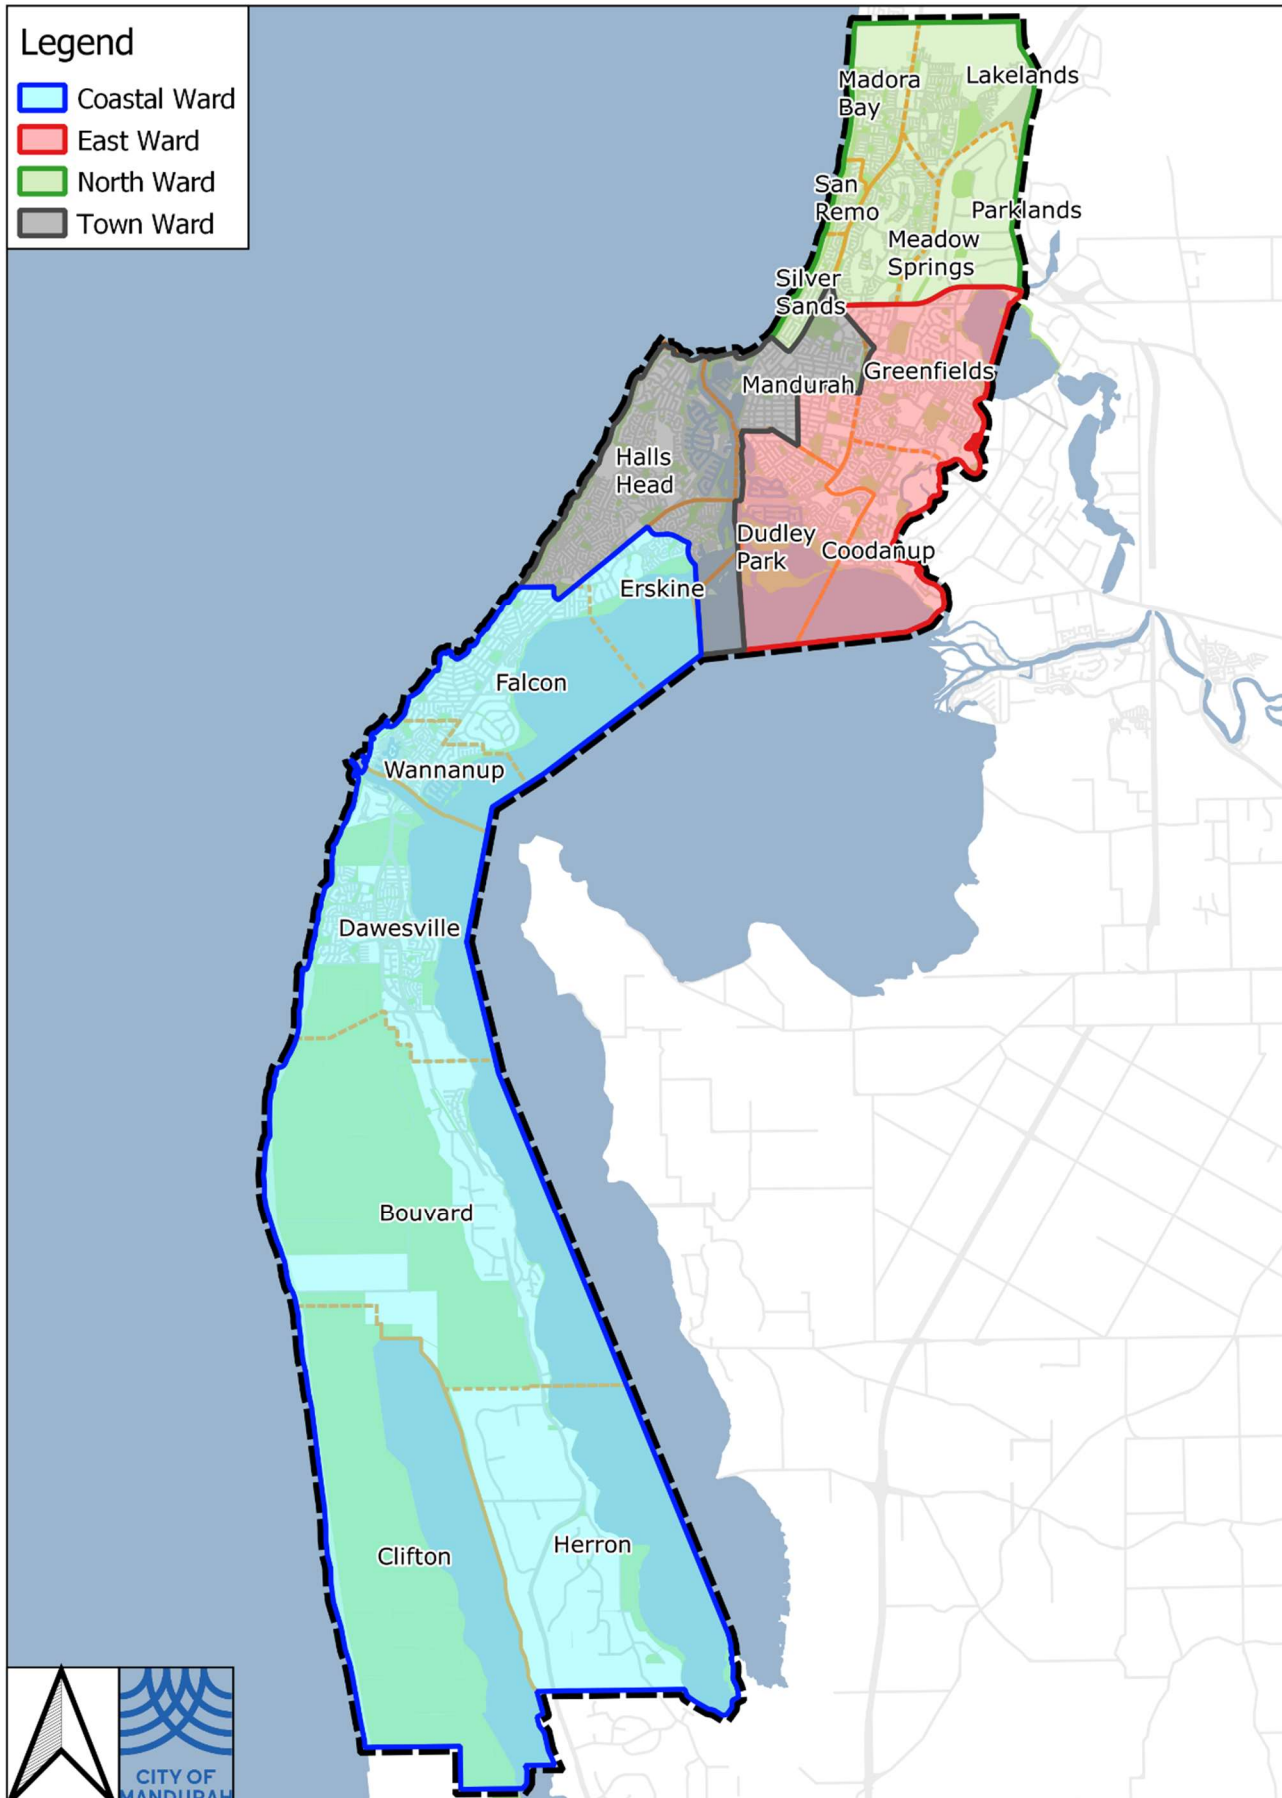 Legend
Coastal Ward
East Ward
North Ward
Town Ward
Madora
Bay
Lakelands
San
Remo
Parklands
Meadow
Springs
Silver
Sands
Greenfields
Mandurah
Halls
Head
Dudley
Park
Coodanup
Erskine
Falcon
Wannanup
Dawesville
Bouvard
Clifton
Herron
CITY OF
MANDURAH